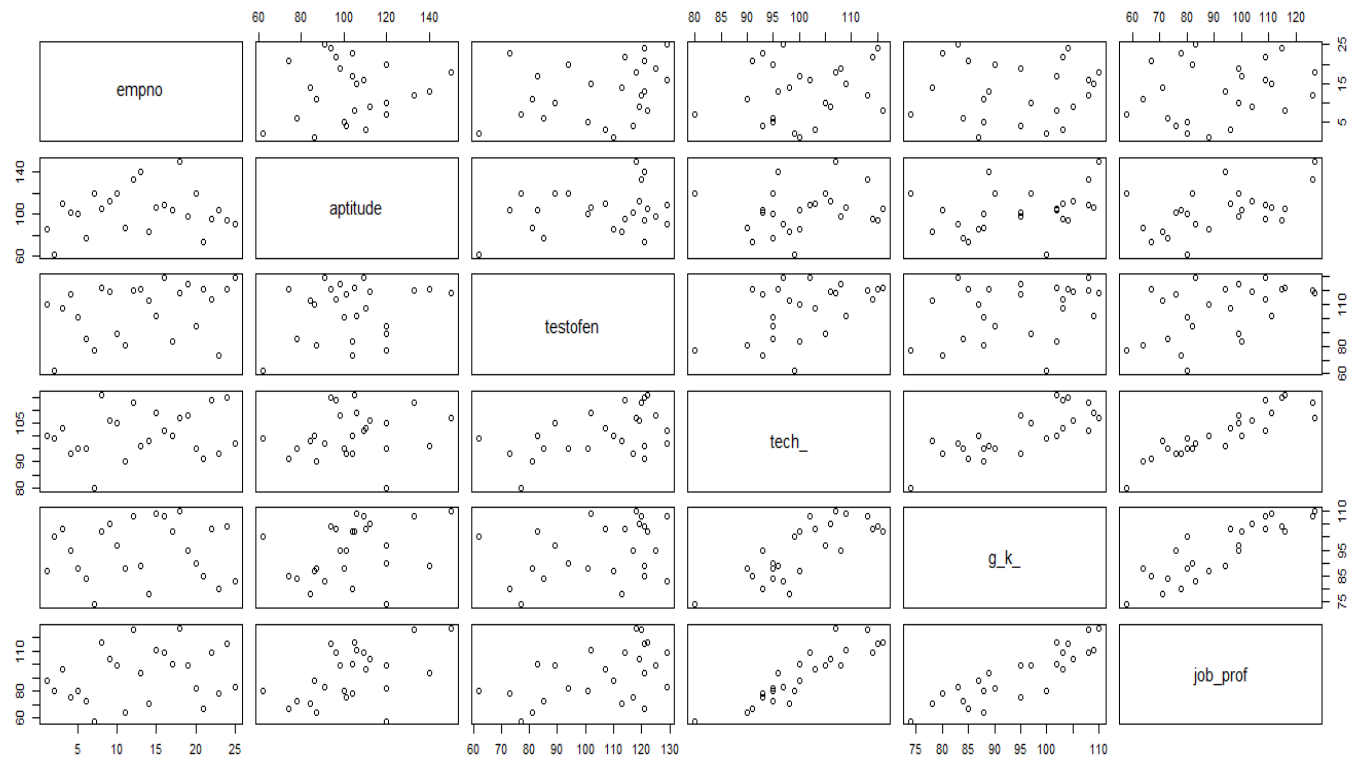 60 80 100 120 140
80 85 90 95 100 110
60 70 80 90 100 110 120
empno
5 15 25
60 100 140
aptitude
testofen
60 80 110
80 90 95 105
tech_
g_k_
75 85 95 110
60 80 90 110
job_prof
5 10 15 20 25
60 70 80 90 100 110 120 130
75 80 85 90 95 100 110